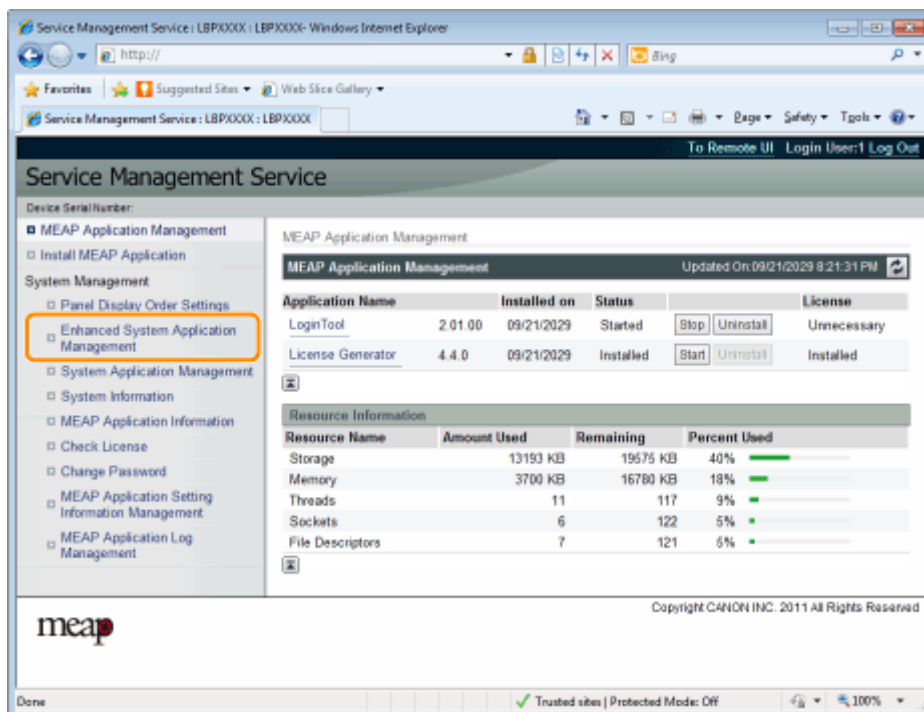 Service Management Service : LBPXXXX : LBPXXXX- Windows Internet Explorer
http://
Bing
Favorites Suggested Sites Web Slice Gallery
Service Management Service : LBPXXXX : LBPXXXX
Page Safety Tools
To Remote UI Login User:1 Log Out
Service Management Service
Device Serial Number:
MEAP Application Management
Install MEAP Application
System Management
Panel Display Order Settings
Enhanced System Application
Management
System Application Management
System Information
MEAP Application Information
Check License
Change Password
MEAP Application Setting
Information Management
MEAP Application Log
Management
MEAP Application Management
MEAP Application Management Updated On:09/21/2029 8:21:31 PM
Application Name Installed on Status License
LoginTool 2.01.00 09/21/2029 Started Stop Uninstall Unnecessary
License Generator 4.4.0 09/21/2029 Installed Start Uninstall Installed
Resource Information
Resource Name Amount Used Remaining Percent Used
Storage 13193 KB 19575 KB 40%
Memory 3700 KB 16780 KB 18%
Threads 11 117 9%
Sockets 6 122 5%
File Descriptors 7 121 6%
Copyright CANON INC. 2011 All Rights Reserved
meap
Done Trusted sites | Protected Mode: Off 100%